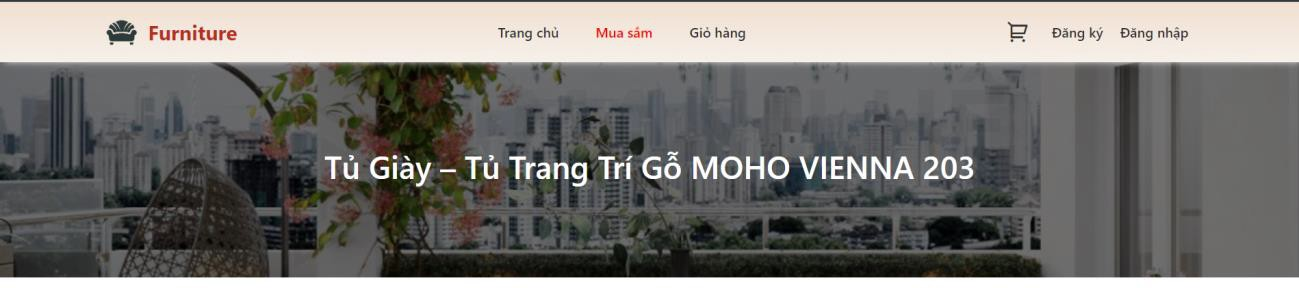 Furniture
Trang chủ
Mua sắm
Giỏ hàng
Đăng ký
Đăng nhập
Tủ Giày – Tủ Trang Trí Gỗ MOHO VIENNA 203